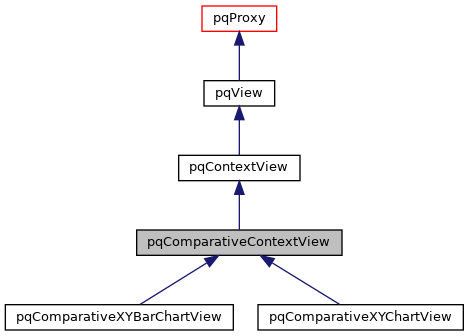 pqProxy
pqView
pqContextView
pqComparativeContextView
pqComparativeXYBarChartView
pqComparativeXYChartView